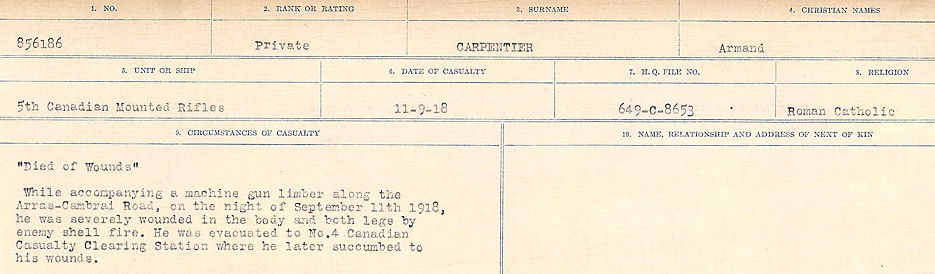 1. NO. 2. RANK OR RATING 3. SURNAME 4. CHRISTIAN NAMES
856186 Private CARPENTIER Armand
5. UNIT OR SHIP 6. DATE OF CASUALTY 7. H. Q. FILE NO. 8. RELIGION
5th Canadian Mounted Rifles 11-9-18 649-C-8653 Roman Catholic
9. CIRCUMSTANCES OF CASUALTY 10. NAME, RELATIONSHIP AND ADDRESS OF NEXT OF KIN
"Died of Wounds"
While accompanying a machine gun limber along the
Arras-Cambrai Road, on the night of September 11th 1918,
he was severely wounded in the body and both legs by
enemy shell fire. He was evacuated to No.4 Canadian
Casualty Clearing Station where he later succumbed to
his wounds.